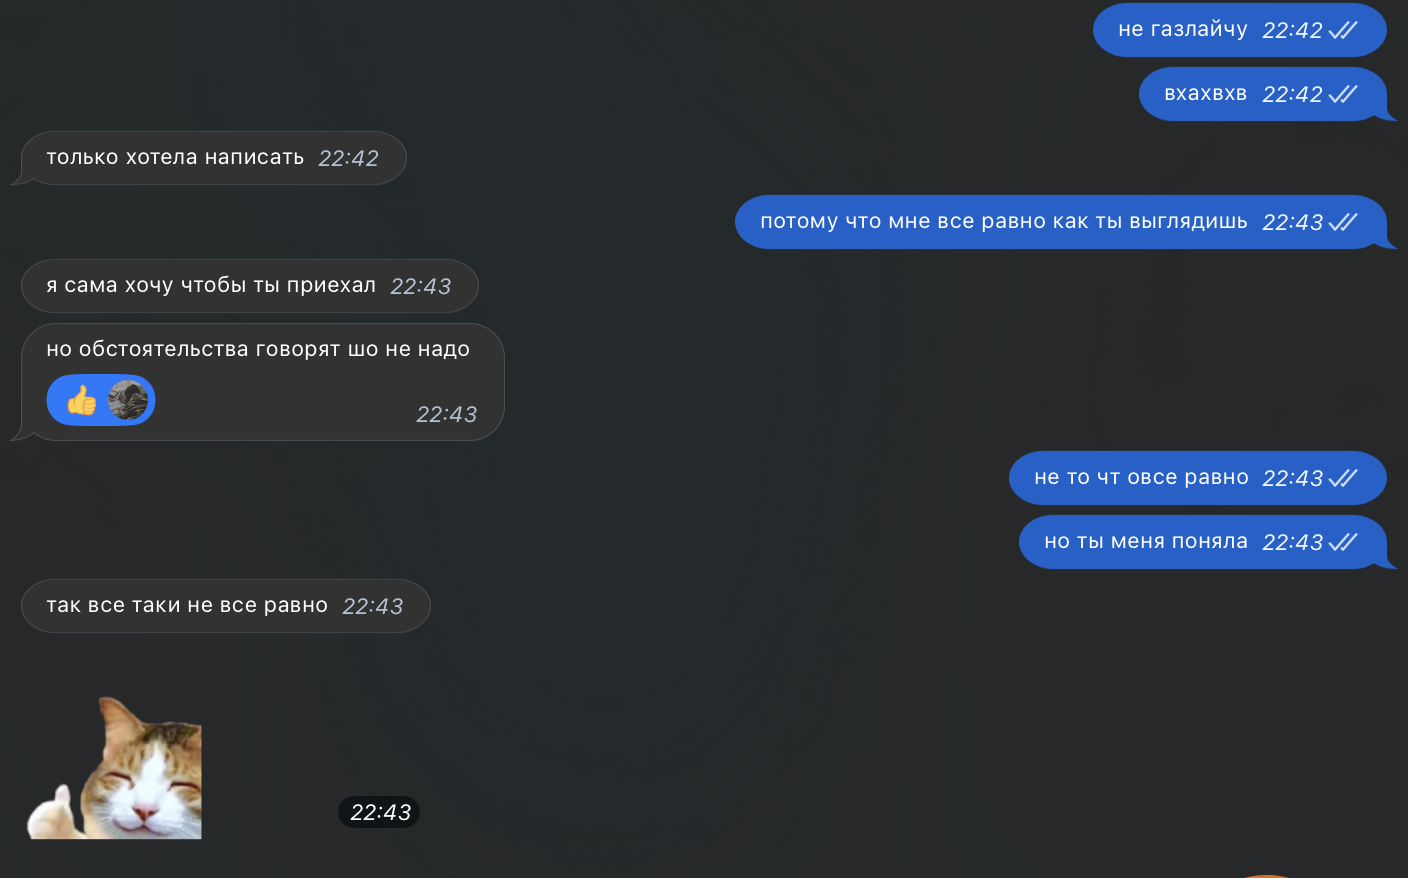 не газлайчу 22:42
вхахвхв 22:42
только хотела написать 22:42
потому что мне все равно как ты выглядишь 22:43
я сама хочу чтобы ты приехал 22:43
но обстоятельства говорят шо не надо
22:43
не то чт овсе равно 22:43
но ты меня поняла 22:43
так все таки не все равно 22:43
22:43